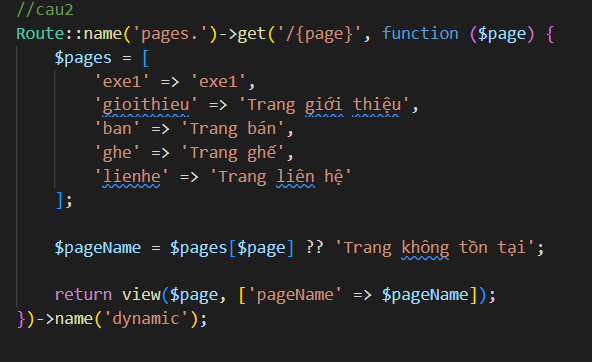 //cau2
Route::name('pages.')->get('/{page}', function ($page) {
    $pages = [
        'exe1' => 'exe1',
        'gioithieu' => 'Trang giới thiệu',
        'ban' => 'Trang bán',
        'ghe' => 'Trang ghế',
        'lienhe' => 'Trang liên hệ'
    ];

    $pageName = $pages[$page] ?? 'Trang không tồn tại';

    return view($page, ['pageName' => $pageName]);
})->name('dynamic');